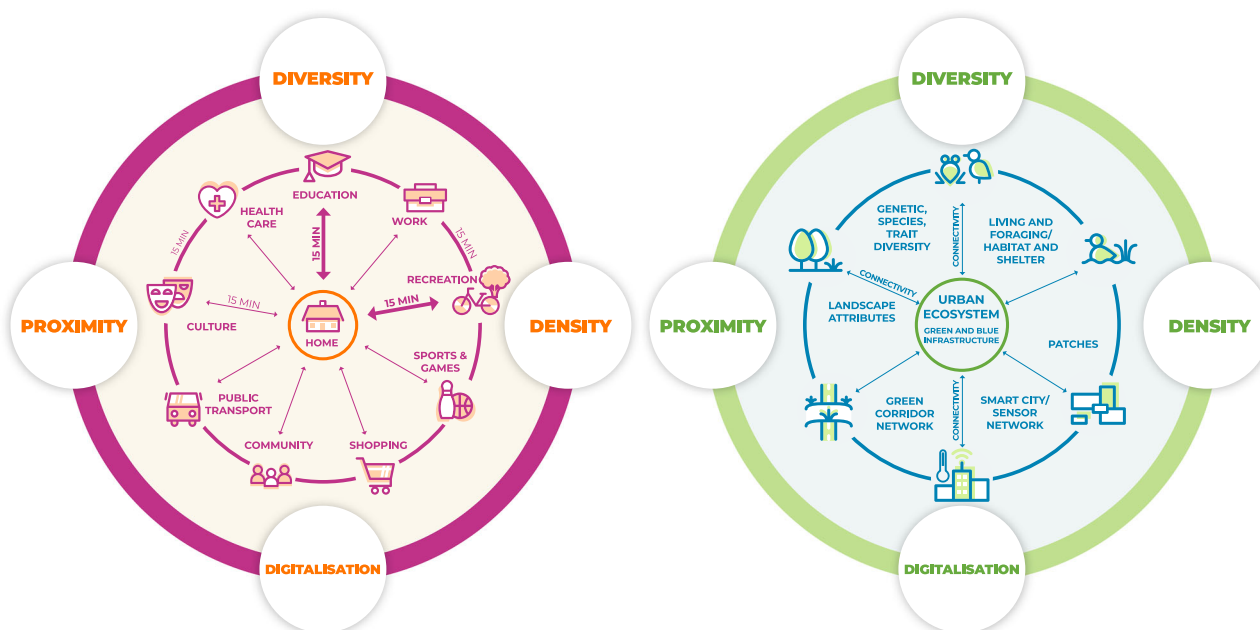 DIVERSITY
EDUCATION
HEALTH
CARE
WORK
15 MIN
15 MIN
15 MIN
RECREATION
15 MIN
15 MIN
PROXIMITY
DENSITY
CULTURE
HOME
SPORTS &
GAMES
PUBLIC
TRANSPORT
COMMUNITY
SHOPPING
DIGITALISATION
DIVERSITY
GENETIC,
SPECIES,
TRAIT
DIVERSITY
CONNECTIVITY
LIVING AND
FORAGING/
HABITAT AND
SHELTER
CONNECTIVITY
LANDSCAPE
ATTRIBUTES
URBAN
ECOSYSTEM
GREEN AND BLUE
INFRASTRUCTURE
PROXIMITY
DENSITY
PATCHES
GREEN
CORRIDOR
NETWORK
CONNECTIVITY
SMART CITY/
SENSOR
NETWORK
DIGITALISATION